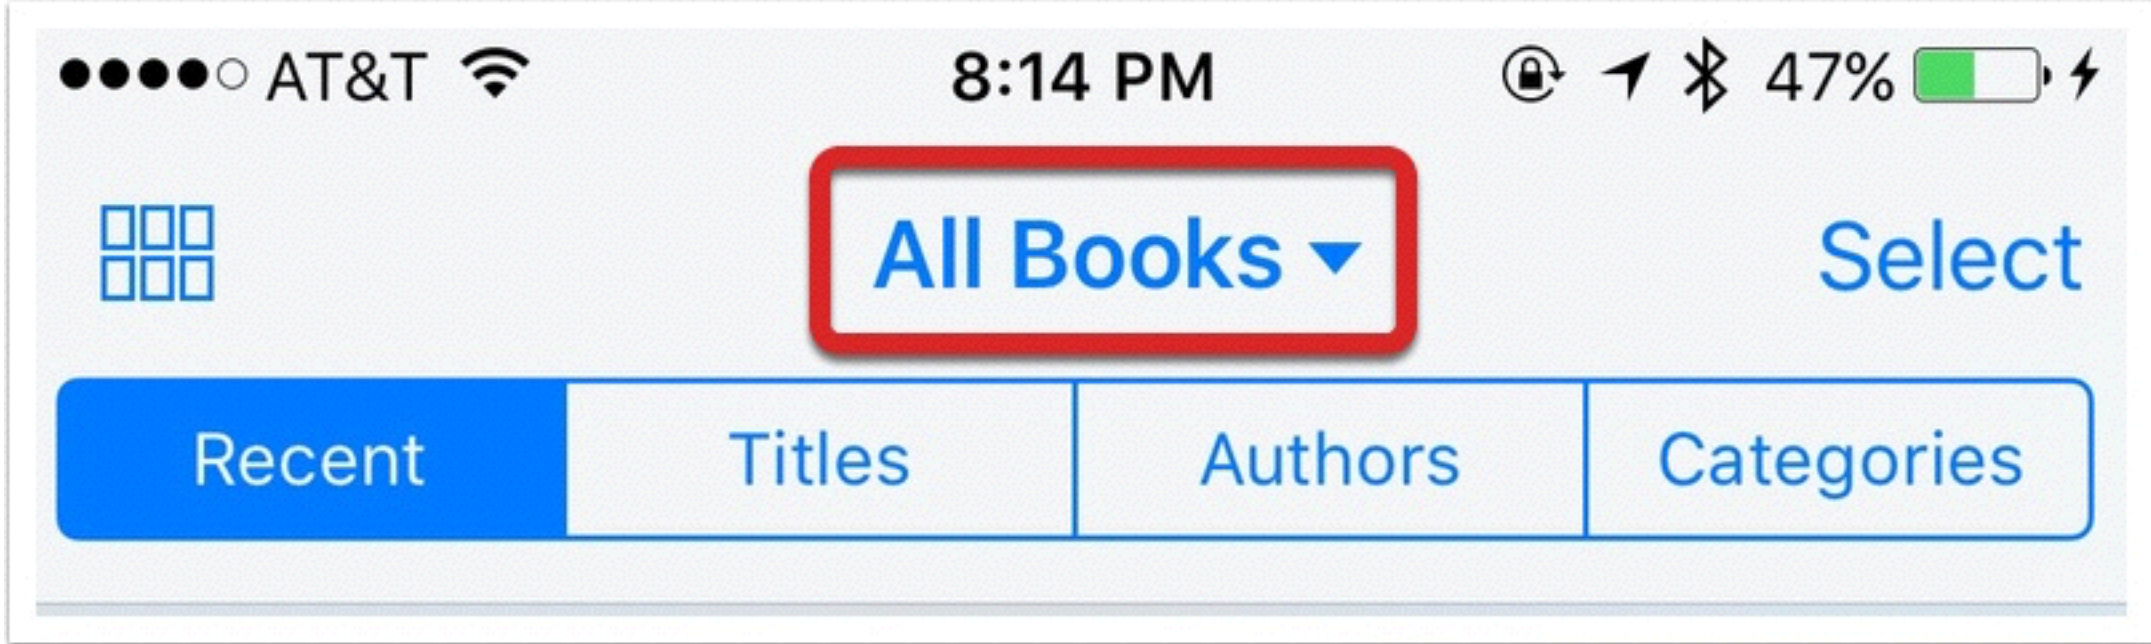 AT&T 8:14 PM 47%
All Books Select
Recent Titles Authors Categories